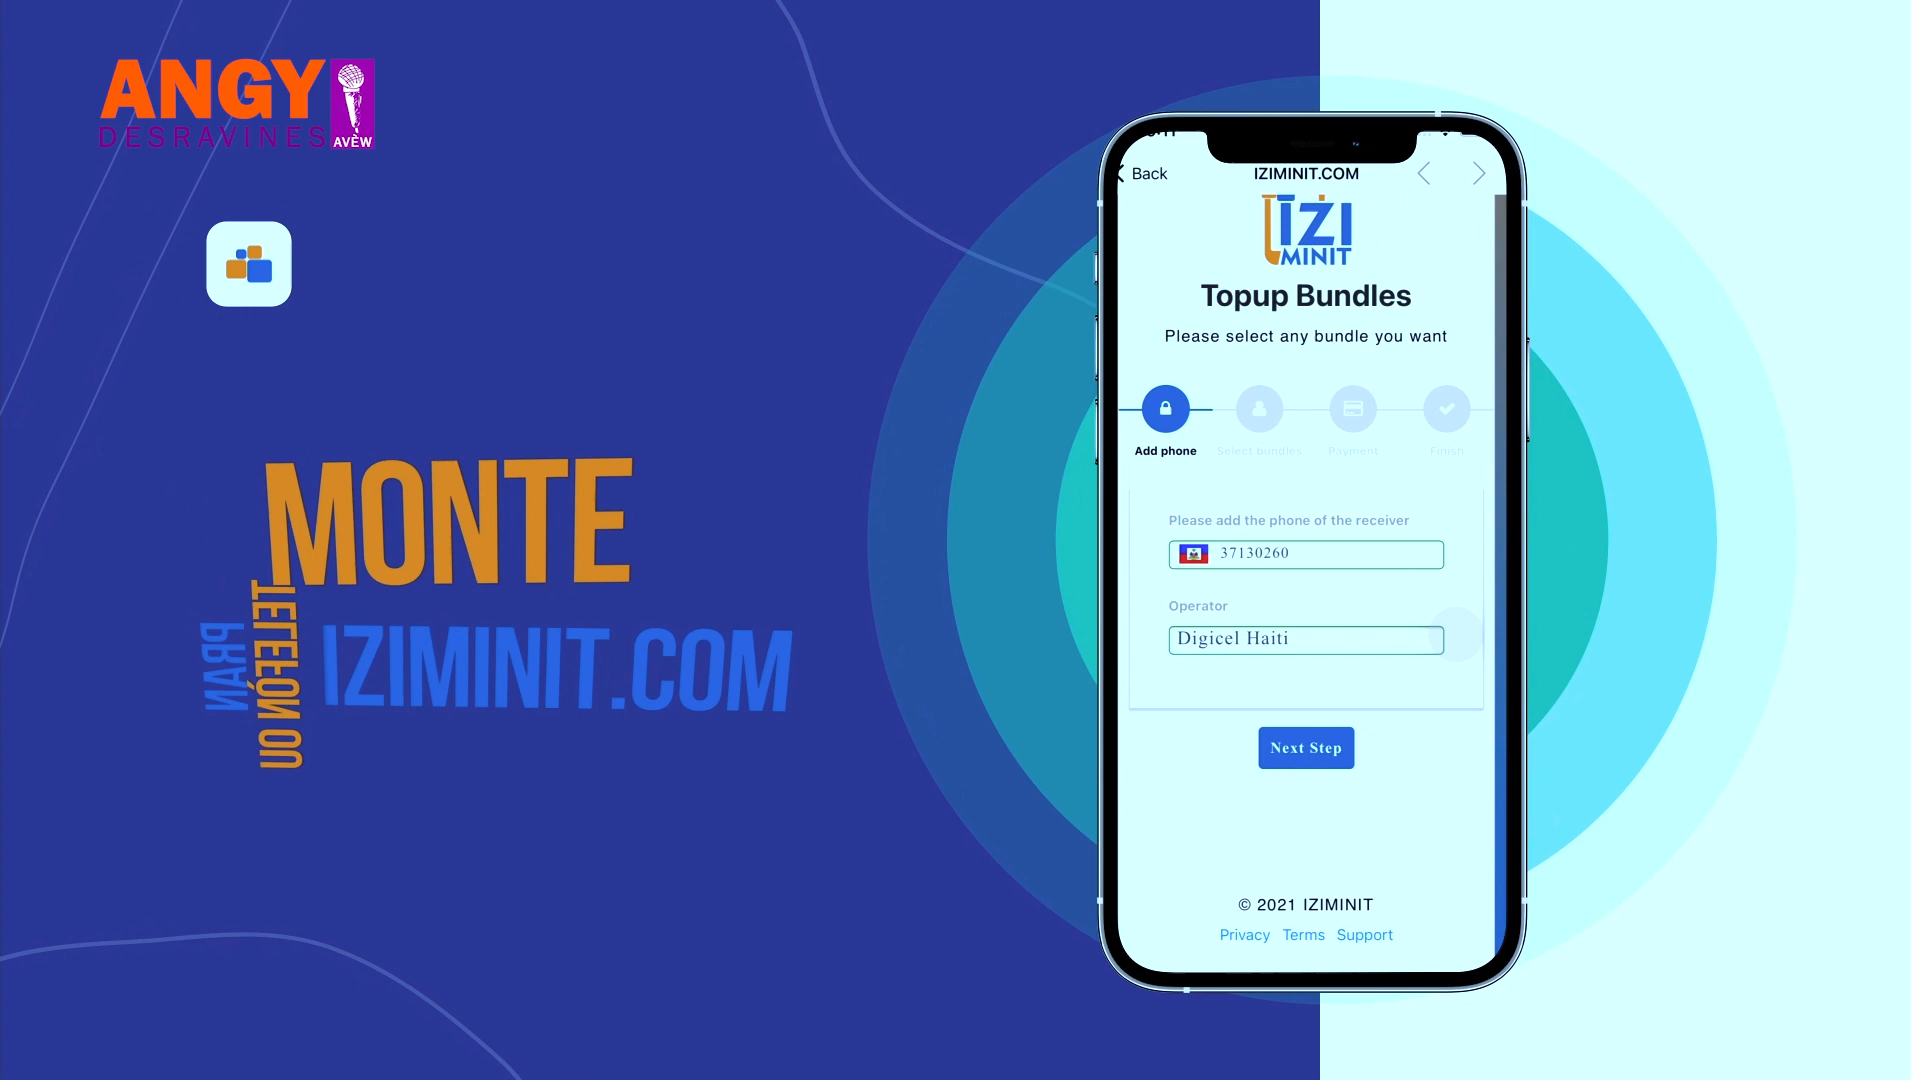 ANGY
DESRAVINES
AVÈW
MONTE
IZIMINIT.COM
PRAN
TELEFÓN OU
Back
IZIMINIT.COM
IZI
MINIT
Topup Bundles
Please select any bundle you want
Add phone
Select bundles
Payment
Finish
Please add the phone of the receiver
37130260
Operator
Digicel Haiti
Next Step
© 2021 IZIMINIT
Privacy Terms Support